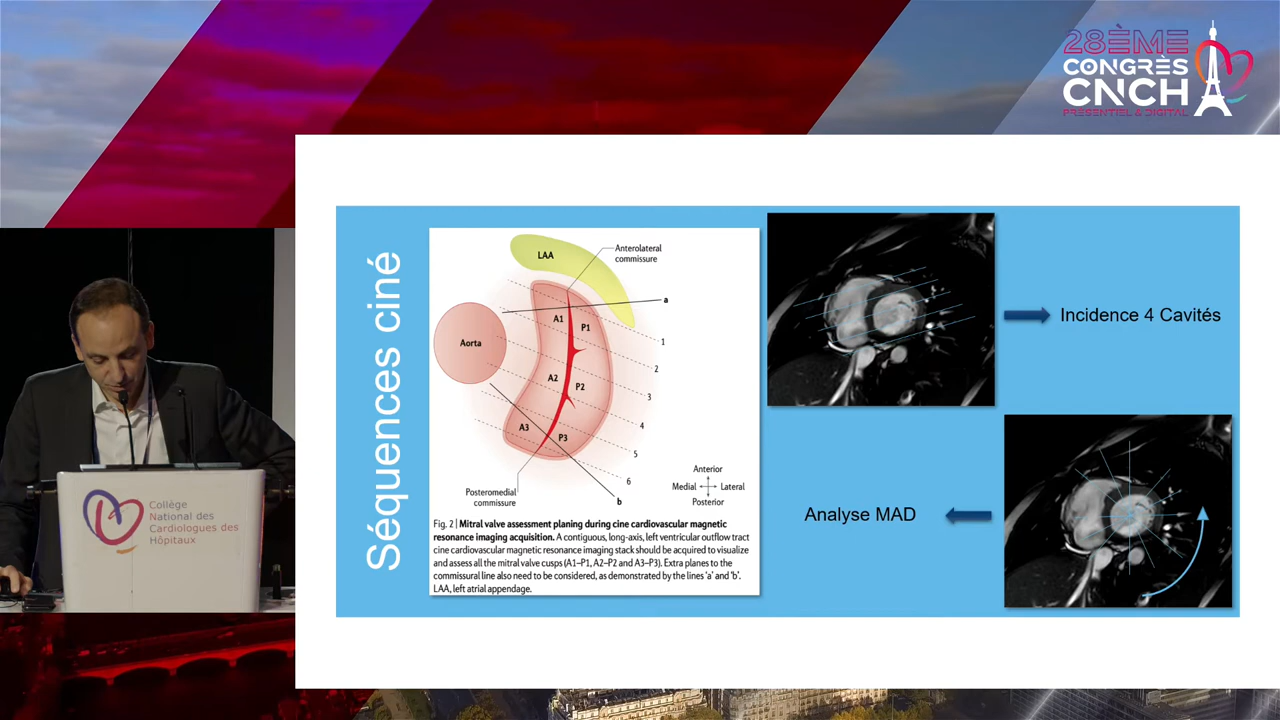 28ÈME
CONGRÈS
CNCH
PRÉSENTIEL & DIGITAL
Séquences ciné
LAA
Anterolateral
commissure
a
A1
P1
Aorta
1
2
A2
P2
3
4
A3
P3
5
6
Posteromedial
commissure
b
Anterior
Medial
Lateral
Posterior
Fig. 2 | Mitral valve assessment planing during cine cardiovascular magnetic
resonance imaging acquisition. A contiguous, long-axis, left ventricular outflow tract
cine cardiovascular magnetic resonance imaging stack should be acquired to visualize
and assess all the mitral valve cusps (A1–P1, A2–P2 and A3–P3). Extra planes to the
commissural line also need to be considered, as demonstrated by the lines ‘a’ and ‘b’.
LAA, left atrial appendage.
Incidence 4 Cavités
Analyse MAD
Collège
National des
Cardiologues des
Hôpitaux